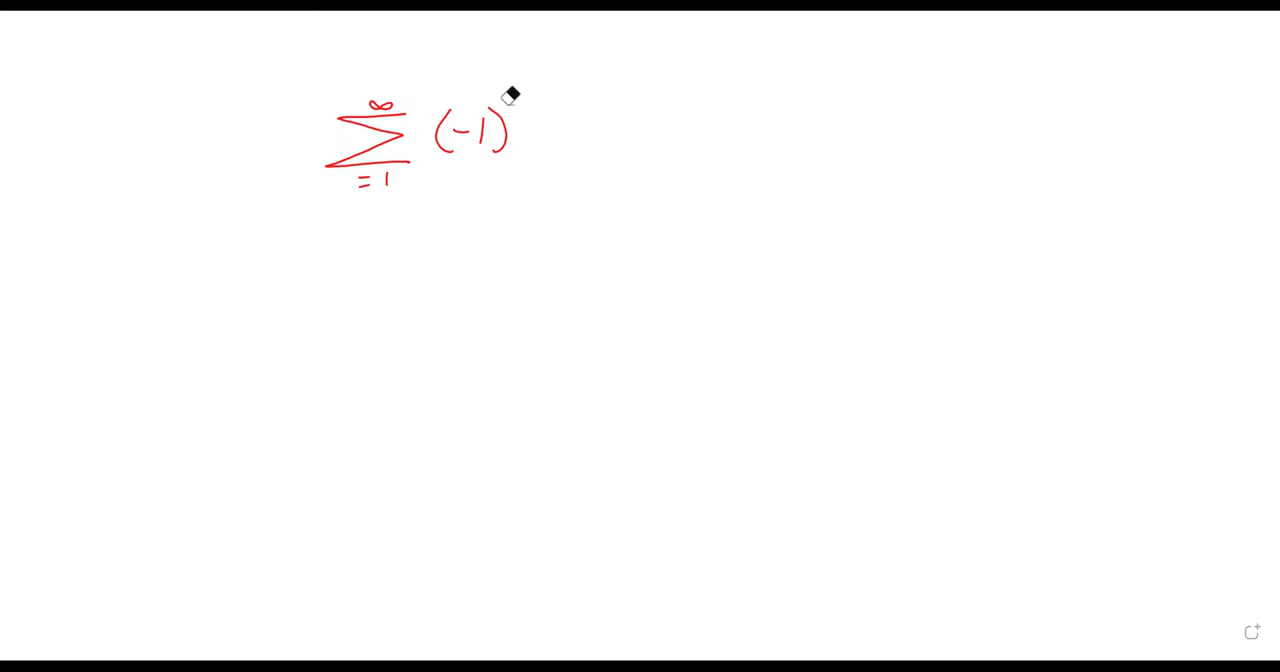 ∞
∑ (-1)
= 1